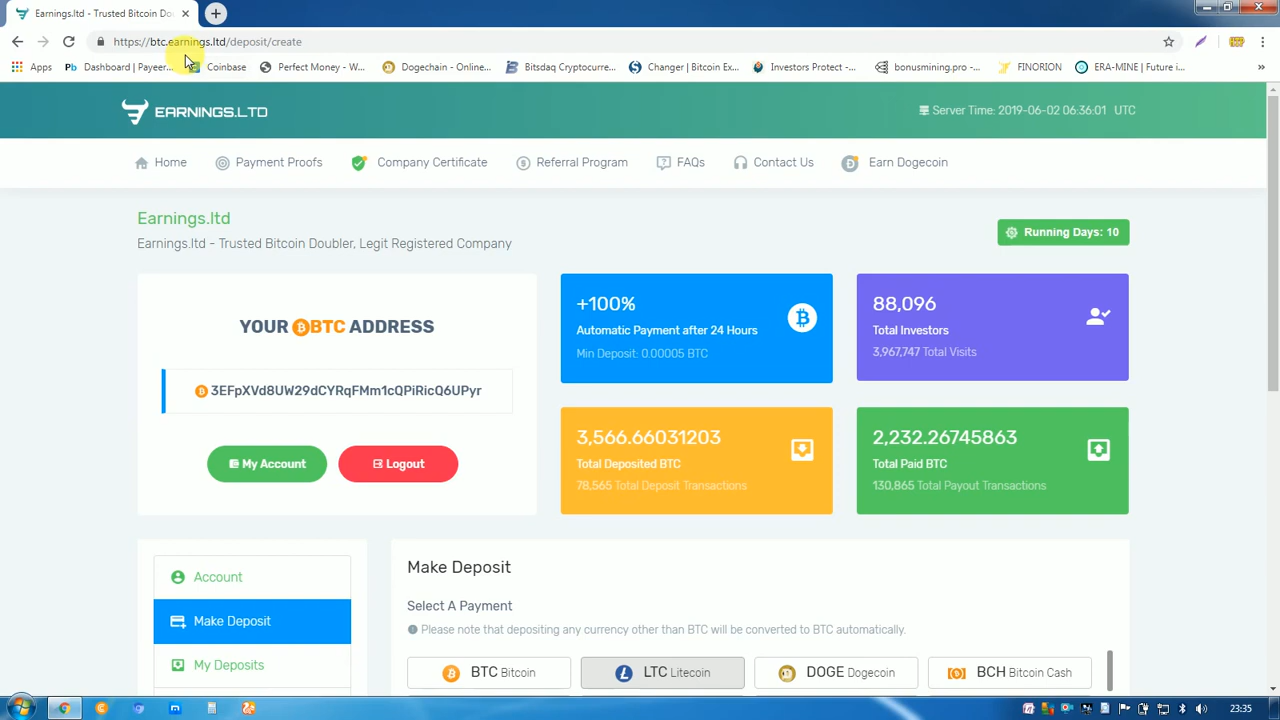 Earnings.ltd - Trusted Bitcoin Do
https://btc.earnings.ltd/deposit/create
Apps
Pb Dashboard | Payeer...
Coinbase
Perfect Money - W...
Dogechain - Online...
Bitsdaq Cryptocurre...
Changer | Bitcoin Ex...
Investors Protect -...
bonusmining.pro -...
FINORION
ERA-MINE | Future i...
EARNINGS.LTD
Server Time: 2019-06-02 06:36:01 UTC
Home
Payment Proofs
Company Certificate
Referral Program
FAQs
Contact Us
Earn Dogecoin
Earnings.ltd
Earnings.ltd - Trusted Bitcoin Doubler, Legit Registered Company
Running Days: 10
YOUR BTC ADDRESS
3EFpXVd8UW29dCYRqFMm1cQPiRicQ6UPyr
My Account
Logout
+100%
Automatic Payment after 24 Hours
Min Deposit: 0.00005 BTC
88,096
Total Investors
3,967,747 Total Visits
3,566.66031203
Total Deposited BTC
78,565 Total Deposit Transactions
2,232.26745863
Total Paid BTC
130,865 Total Payout Transactions
Account
Make Deposit
My Deposits
Make Deposit
Select A Payment
Please note that depositing any currency other than BTC will be converted to BTC automatically.
BTC Bitcoin
LTC Litecoin
DOGE Dogecoin
BCH Bitcoin Cash
23:35